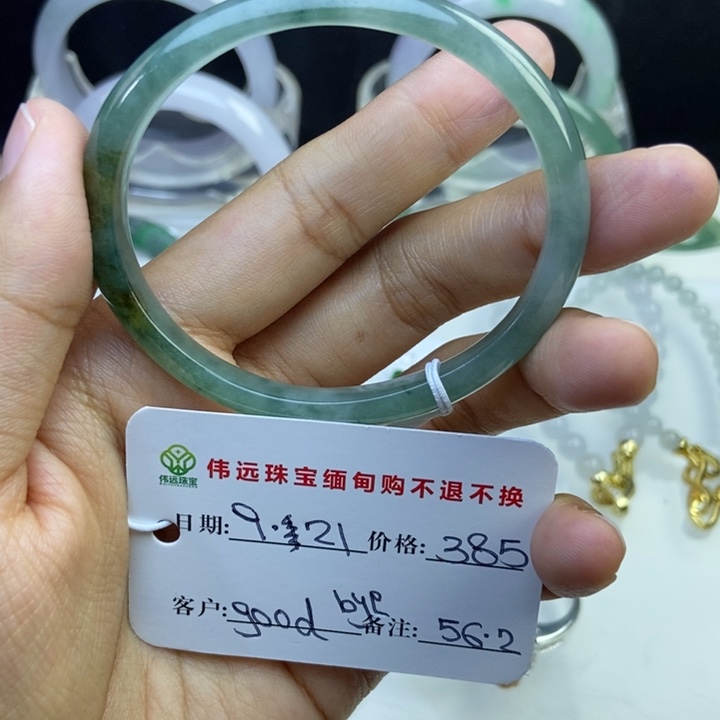 伟远珠宝
伟远珠宝缅甸购不退不换
日期: 9.21 价格: 385
客户: good bye 备注: 56.2